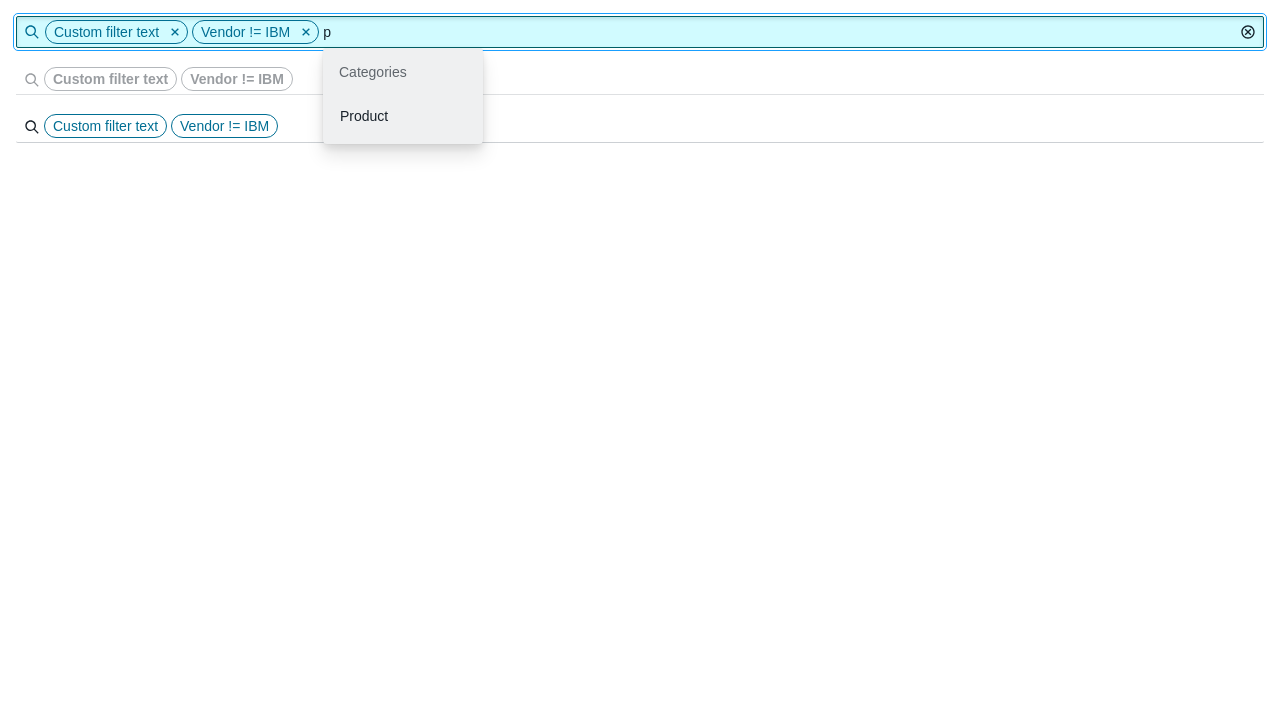 Custom filter text Vendor != IBM p
Categories
Custom filter text Vendor != IBM
Product
Custom filter text Vendor != IBM